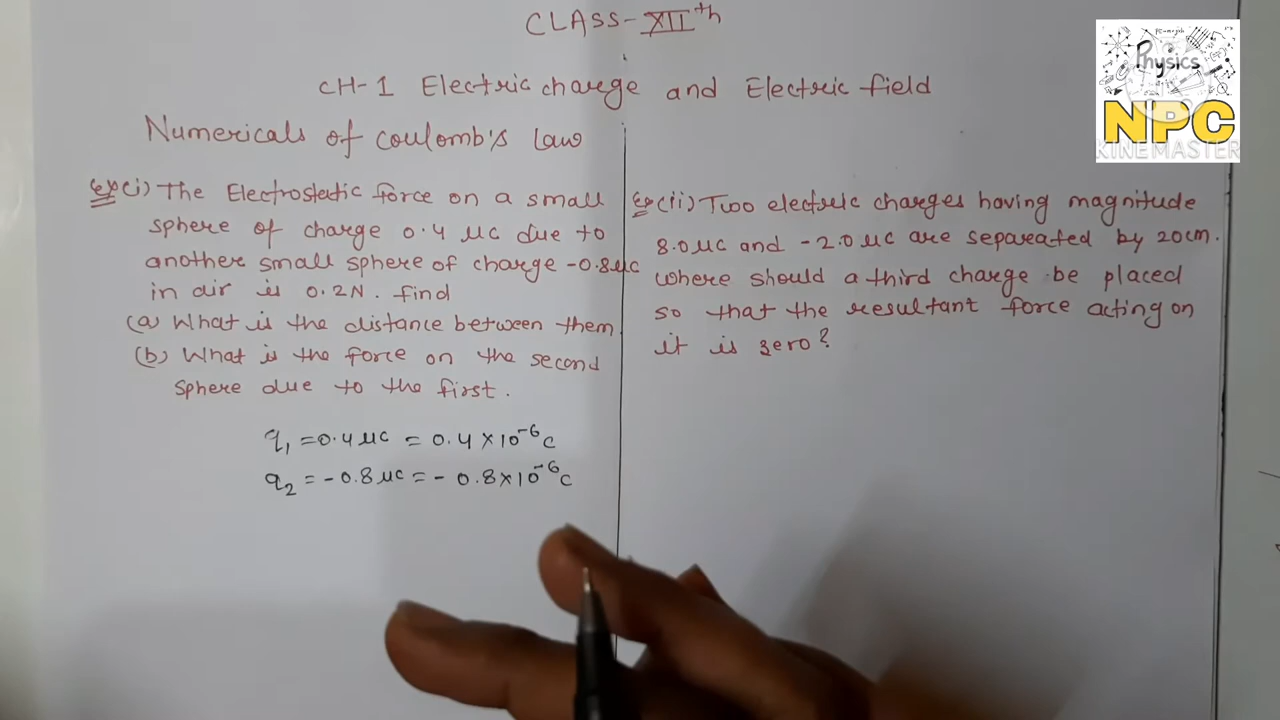 CLASS-XIIth
CH-1 Electric charge and Electric field
Numericals of Coulomb's law
Ex(i) The Electrostatic force on a small
sphere of charge 0.4 μc due to
another small sphere of charge -0.8μc
in air is 0.2N. find
(a) What is the distance between them
(b) What is the force on the second
sphere due to the first.
q1 = 0.4 μc = 0.4 × 10^-6 c
q2 = -0.8 μc = - 0.8×10^-6 c
Ex(ii) Two electric charges having magnitude
8.0 μc and -2.0 μc are separated by 20cm.
where should a third charge be placed
so that the resultant force acting on
it is zero?
Physics
NPC
KINEMASTER